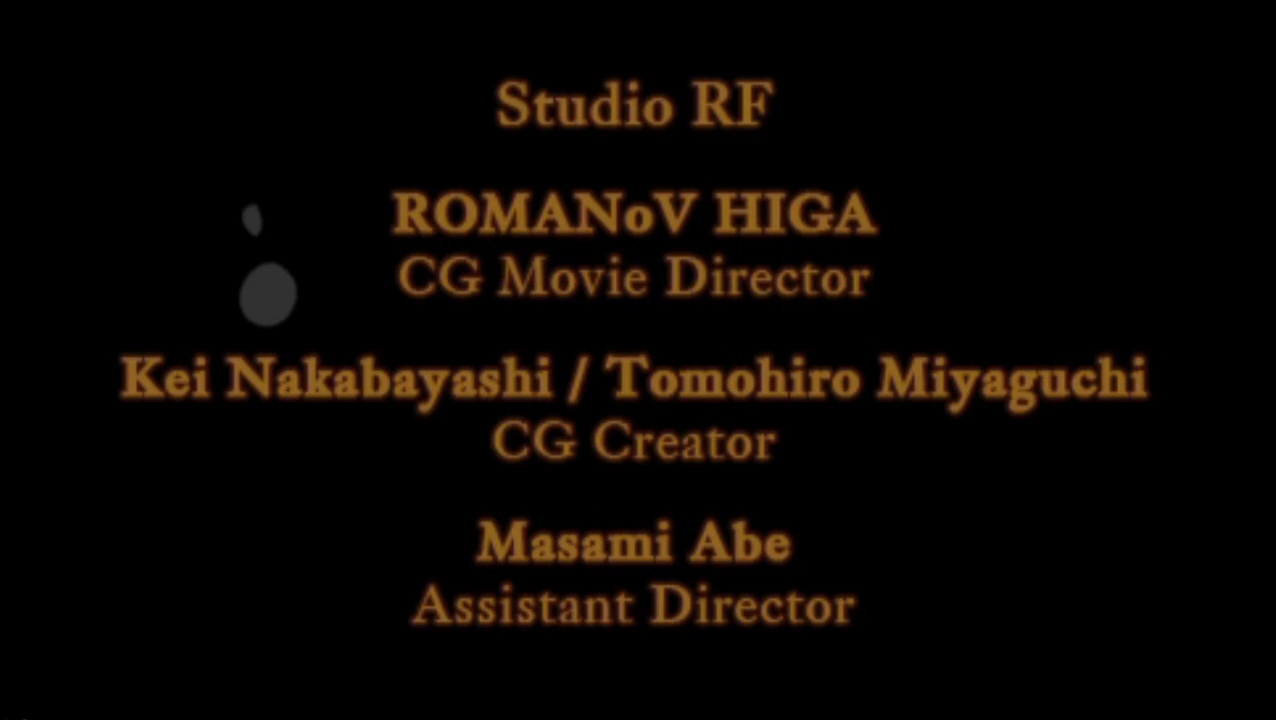 Studio RF
ROMANoV HIGA
CG Movie Director
Kei Nakabayashi / Tomohiro Miyaguchi
CG Creator
Masami Abe
Assistant Director